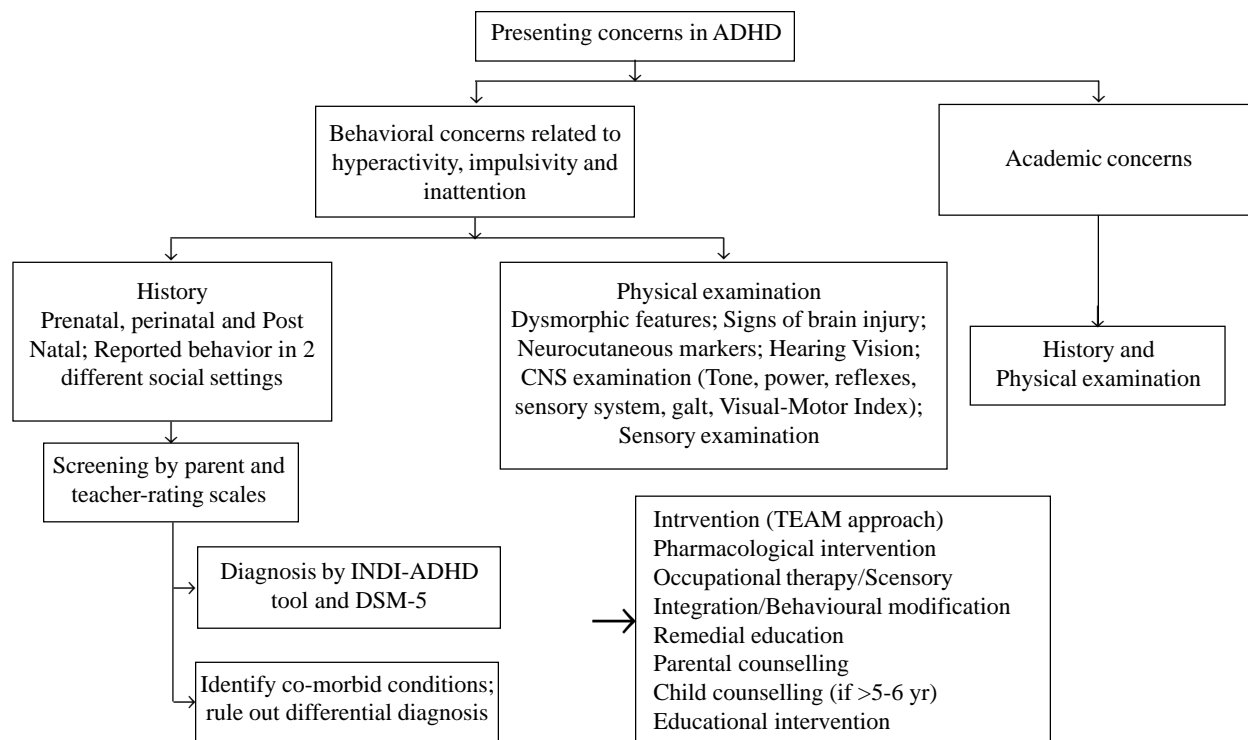 Presenting concerns in ADHD
Behavioral concerns related to
hyperactivity, impulsivity and
inattention
Academic concerns
History
Prenatal, perinatal and Post
Natal; Reported behavior in 2
different social settings
Physical examination
Dysmorphic features; Signs of brain injury;
Neurocutaneous markers; Hearing Vision;
CNS examination (Tone, power, reflexes,
sensory system, galt, Visual-Motor Index);
Sensory examination
History and
Physical examination
Screening by parent and
teacher-rating scales
Diagnosis by INDI-ADHD
tool and DSM-5
Identify co-morbid conditions;
rule out differential diagnosis
Intrvention (TEAM approach)
Pharmacological intervention
Occupational therapy/Scensory
Integration/Behavioural modification
Remedial education
Parental counselling
Child counselling (if >5-6 yr)
Educational intervention